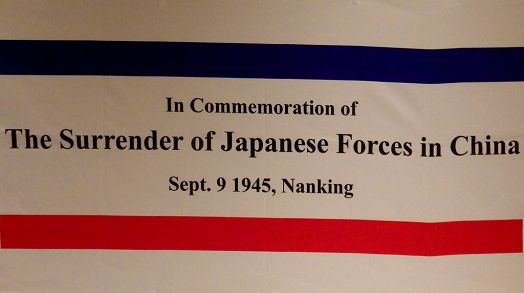 In Commemoration of
The Surrender of Japanese Forces in China
Sept. 9 1945, Nanking